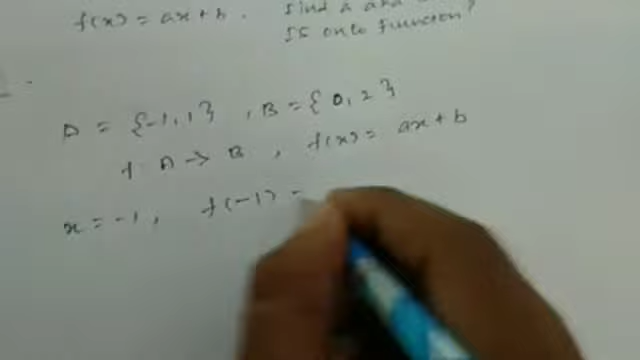 f(x) = ax + b. Find a and
Is onto function?
A = {-1, 1}, B = {0, 2}
f A → B, f(x) = ax + b
x = -1, f(-1) =